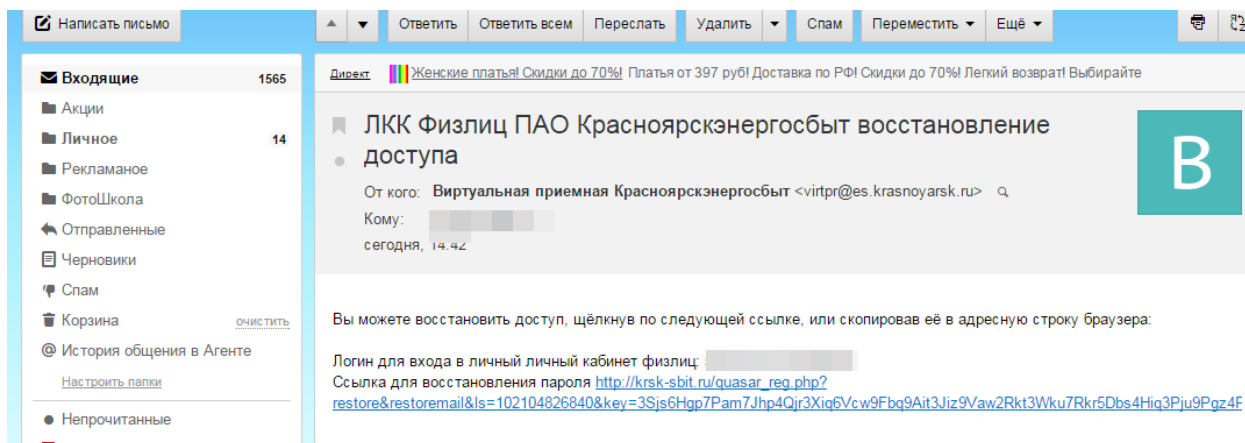 Написать письмо
Ответить Ответить всем Переслать Удалить Спам Переместить Ещё
Входящие 1565
Акции
Личное 14
Рекламаное
ФотоШкола
Отправленные
Черновики
Спам
Корзина очистить
История общения в Агенте
Настроить папки
Непрочитанные
Директ Женские платья! Скидки до 70%! Платья от 397 руб! Доставка по РФ! Скидки до 70%! Легкий возврат! Выбирайте
ЛКК Физлиц ПАО Красноярскэнергосбыт восстановление
доступа
В
От кого: Виртуальная приемная Красноярскэнергосбыт <virtpr@es.krasnoyarsk.ru>
Кому:
сегодня, 14:42
Вы можете восстановить доступ, щёлкнув по следующей ссылке, или скопировав её в адресную строку браузера:
Логин для входа в личный личный кабинет физлиц:
Ссылка для восстановления пароля http://krsk-sbit.ru/quasar_reg.php?
restore&restoremail&ls=102104826840&key=3Sjs6Hgp7Pam7Jhp4Qjr3Xiq6Vcw9Fbq9Ait3Jiz9Vaw2Rkt3Wku7Rkr5Dbs4Hiq3Pju9Pgz4F